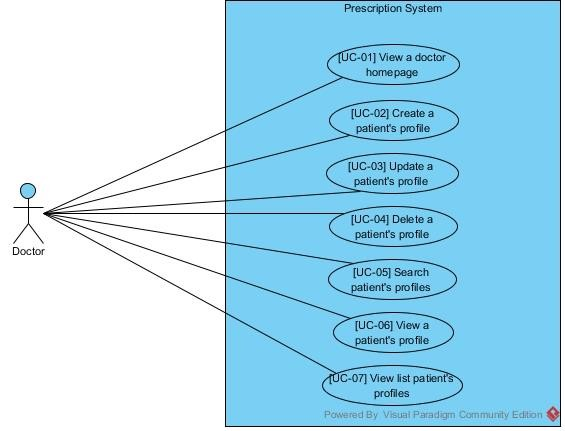 Prescription System
[UC-01] View a doctor
homepage
[UC-02] Create a
patient's profile
[UC-03] Update a
patient's profile
[UC-04] Delete a
patient's profile
Doctor
[UC-05] Search
patient's profiles
[UC-06] View a
patient's profile
[UC-07] View list patient's
profiles
Powered By Visual Paradigm Community Edition